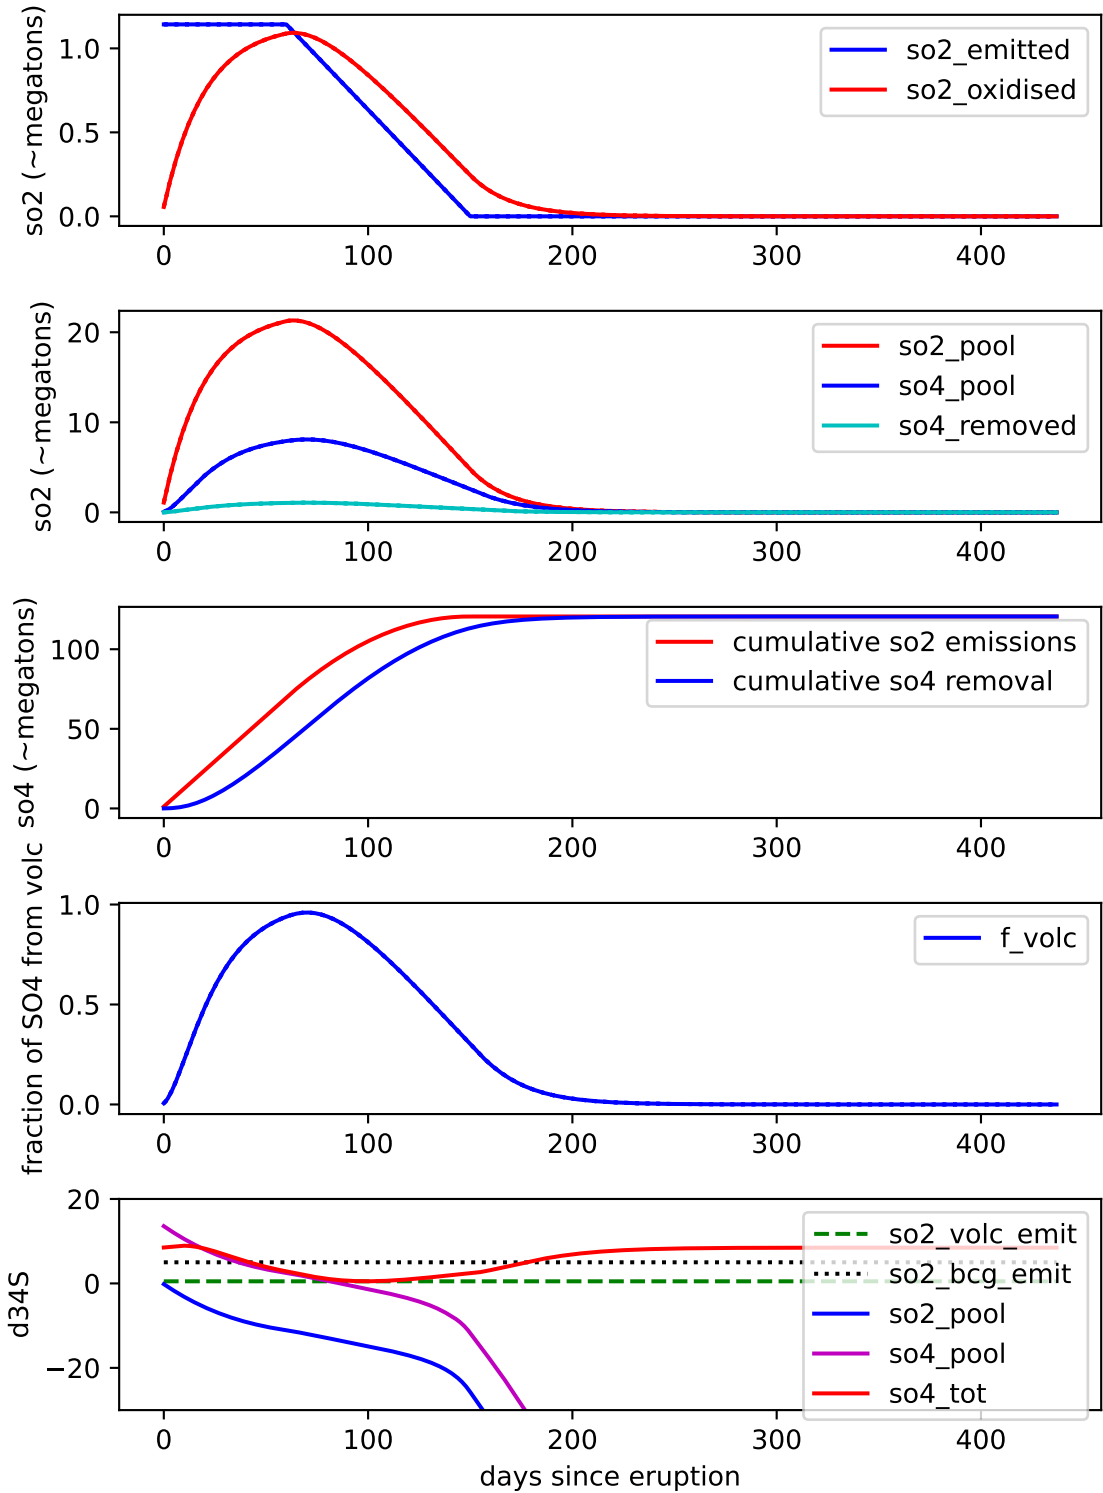 so2 (~megatons)
1.0
0.5
0.0
so2_emitted
so2_oxidised
0 100 200 300 400
so2 (~megatons)
20
10
0
so2_pool
so4_pool
so4_removed
0 100 200 300 400
so4 (~megatons)
100
50
0
cumulative so2 emissions
cumulative so4 removal
0 100 200 300 400
fraction of SO4 from volc
1.0
0.5
0.0
f_volc
0 100 200 300 400
d34S
20
0
−20
so2_volc_emit
so2_bcg_emit
so2_pool
so4_pool
so4_tot
0 100 200 300 400
days since eruption